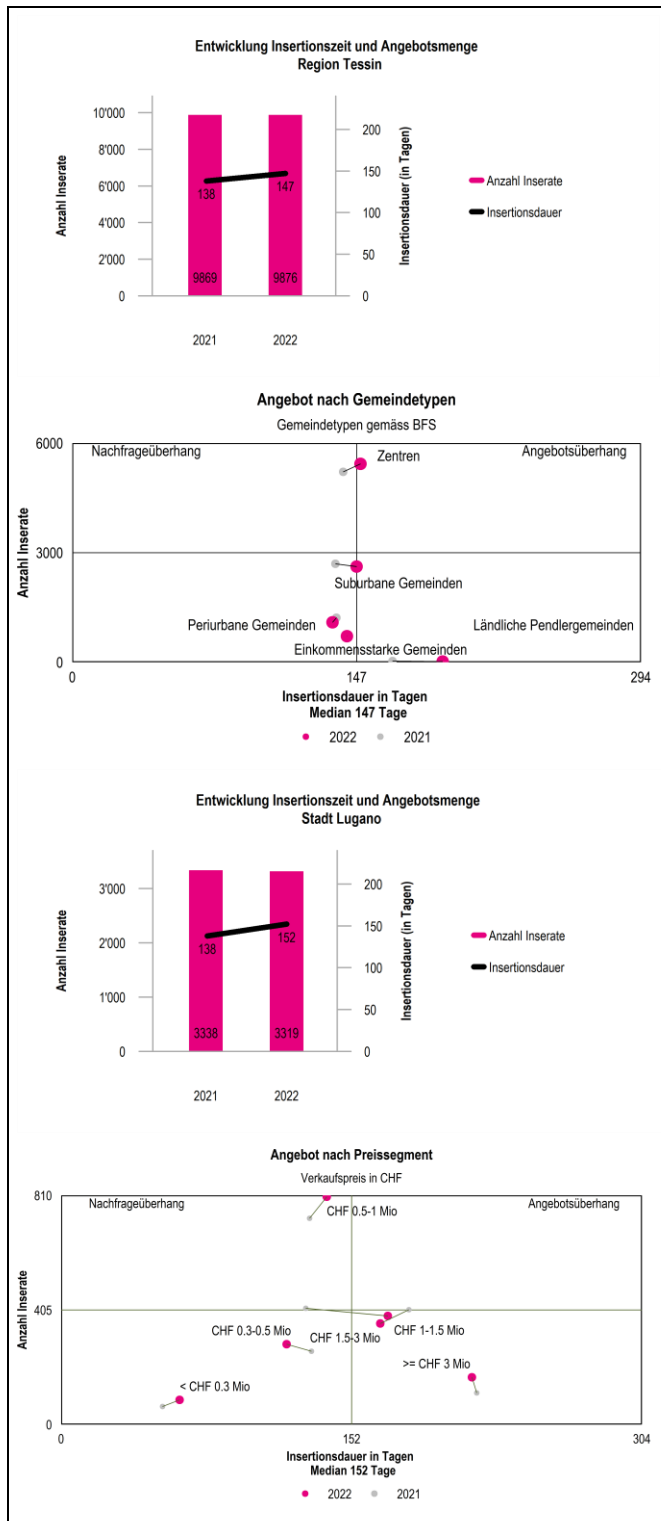 Entwicklung Insertionszeit und Angebotsmenge
Region Tessin
10'000
8'000
6'000
4'000
2'000
0
Anzahl Inserate
138
147
9869
9876
2021
2022
200
150
100
50
0
Insertionsdauer (in Tagen)
Anzahl Inserate
Insertionsdauer
Angebot nach Gemeindetypen
Gemeindetypen gemäss BFS
6000
3000
0
Anzahl Inserate
Nachfrageüberhang
Zentren
Angebotsüberhang
Suburbane Gemeinden
Periurbane Gemeinden
Ländliche Pendlergemeinden
Einkommensstarke Gemeinden
0
147
294
Insertionsdauer in Tagen
Median 147 Tage
2022
2021
Entwicklung Insertionszeit und Angebotsmenge
Stadt Lugano
3'000
2'000
1'000
0
Anzahl Inserate
138
152
3338
3319
2021
2022
200
150
100
50
0
Insertionsdauer (in Tagen)
Anzahl Inserate
Insertionsdauer
Angebot nach Preissegment
Verkaufspreis in CHF
810
405
0
Anzahl Inserate
Nachfrageüberhang
Angebotsüberhang
CHF 0.5-1 Mio
CHF 0.3-0.5 Mio
CHF 1.5-3 Mio
CHF 1-1.5 Mio
>= CHF 3 Mio
< CHF 0.3 Mio
0
152
304
Insertionsdauer in Tagen
Median 152 Tage
2022
2021